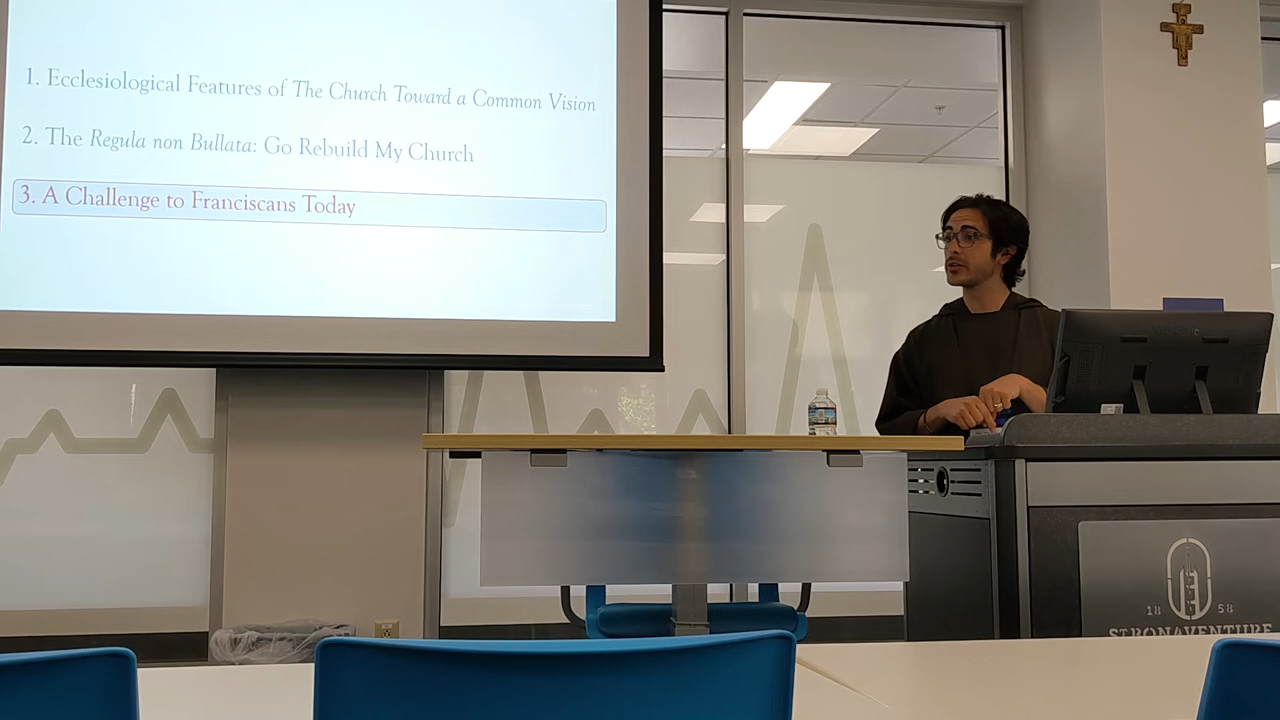 1. Ecclesiological Features of The Church Toward a Common Vision
2. The Regula non Bullata: Go Rebuild My Church
3. A Challenge to Franciscans Today
18 58
ST.BONAVENTURE